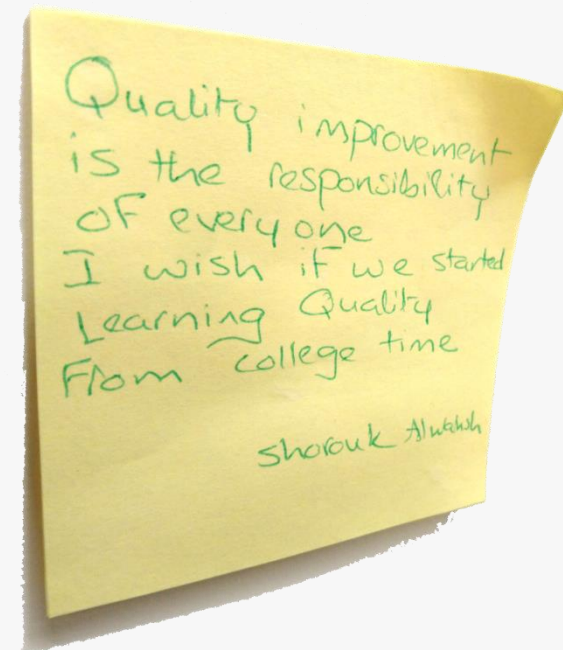 Quality improvement
is the responsibility
of everyone
I wish if we started
Learning Quality
From college time
Shorouk Alwahsh